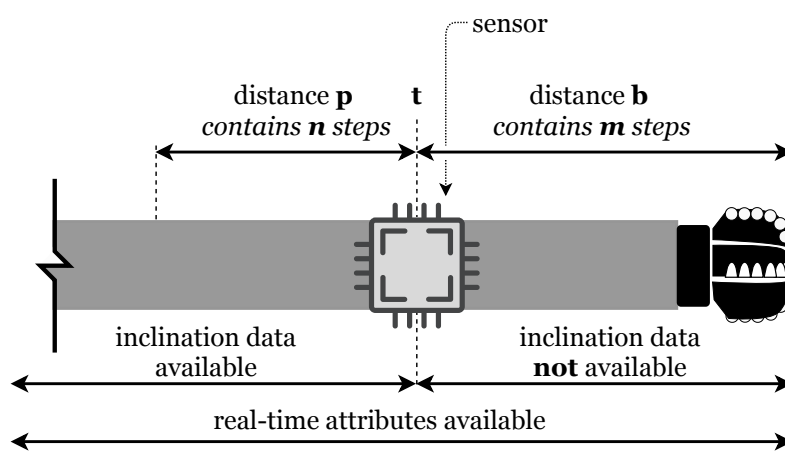 sensor
distance p
contains n steps
t
distance b
contains m steps
inclination data
available
inclination data
not available
real-time attributes available